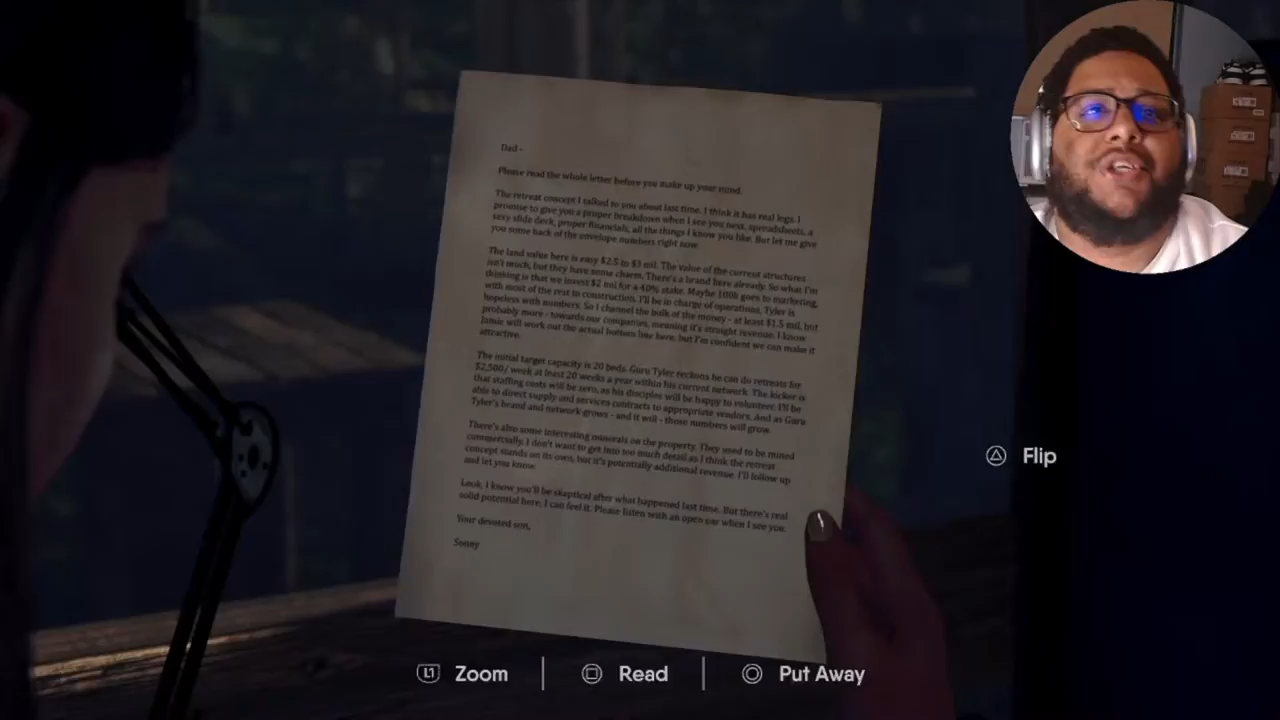 Dad -
Please read the whole letter before you make up your mind.
The retreat concept I talked to you about last time. I think it has real legs. I
promise to give you a proper breakdown when I see you next, spreadsheets, a
sexy slide deck, proper financials, all the things I know you like. But let me give
you some back of the envelope numbers right now.
The land value here is easy $2.5 to $3 mil. The value of the current structures
isn't much, but they have some charm. There's a brand here already. So what I'm
thinking is that we invest $2 mil for a 40% stake. Maybe 100k goes to marketing,
with most of the rest to construction. I'll be in charge of operations, Tyler is
hopeless with numbers. So I channel the bulk of the money - at least $1.5 mil, but
probably more - towards our companies, meaning it's straight revenue. I know
Jamie will work out the actual bottom line here, but I'm confident we can make it
attractive.
The initial target capacity is 20 beds. Guru Tyler reckons he can do retreats for
$2,500/ week at least 20 weeks a year within his current network. The kicker is
that staffing costs will be zero, as his disciples will be happy to volunteer. I'll be
able to direct supply and services contracts to appropriate vendors. And as Guru
Tyler's brand and network grows - and it will - those numbers will grow.
There's also some interesting minerals on the property. They used to be mined
commercially. I don't want to get into too much detail as I think the retreat
concept stands on its own, but it's potentially additional revenue. I'll follow up
and let you know.
Look, I know you'll be skeptical after what happened last time. But there's real
solid potential here, I can feel it. Please listen with an open ear when I see you.
Your devoted son,
Sonny
Flip
L1 Zoom
Read
Put Away